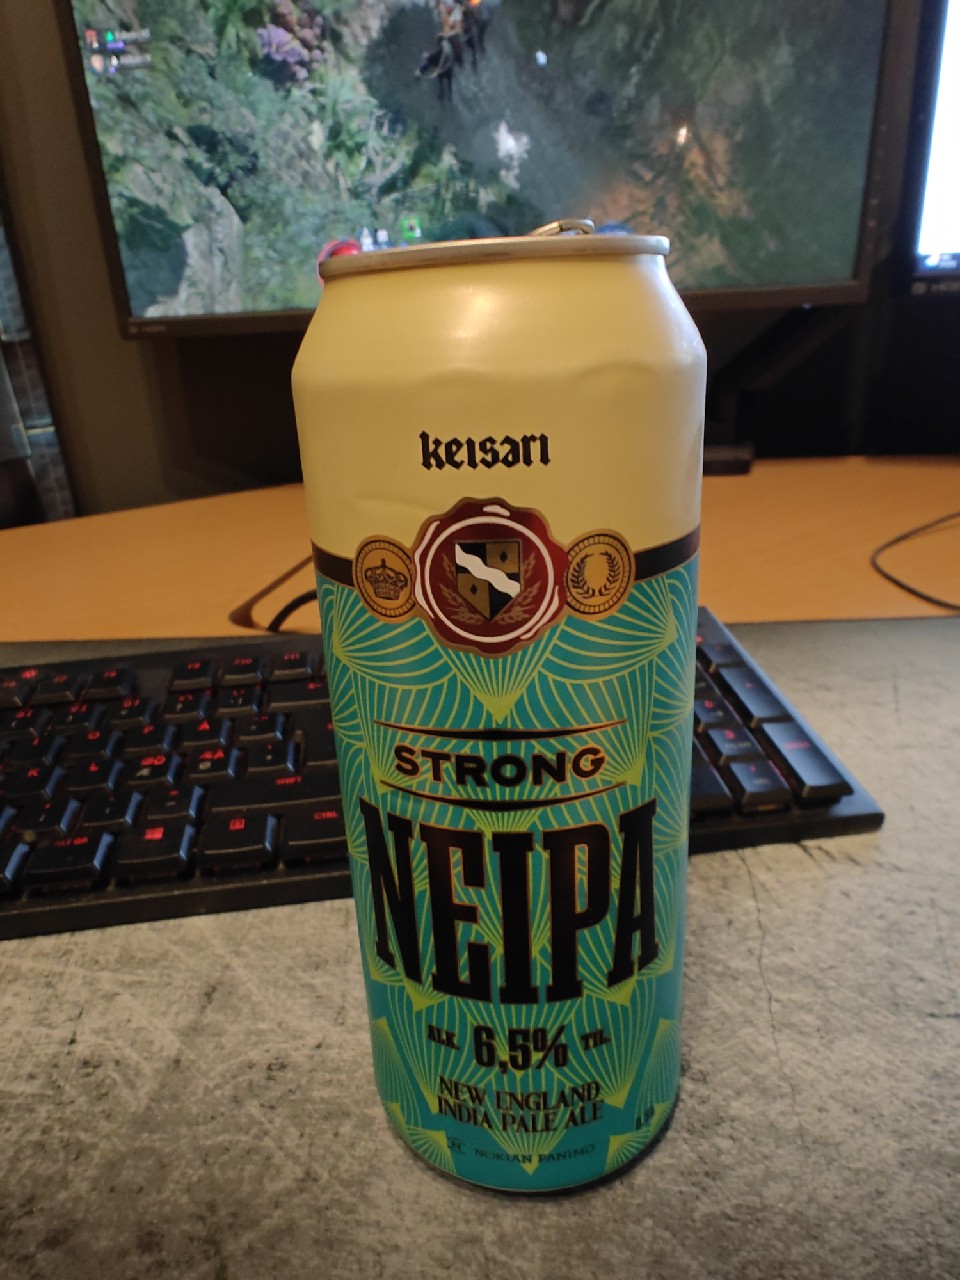 keisari
STRONG
NEIPA
ALK. 6,5% TIL.
NEW ENGLAND
INDIA PALE ALE
NOKIAN PANIMO